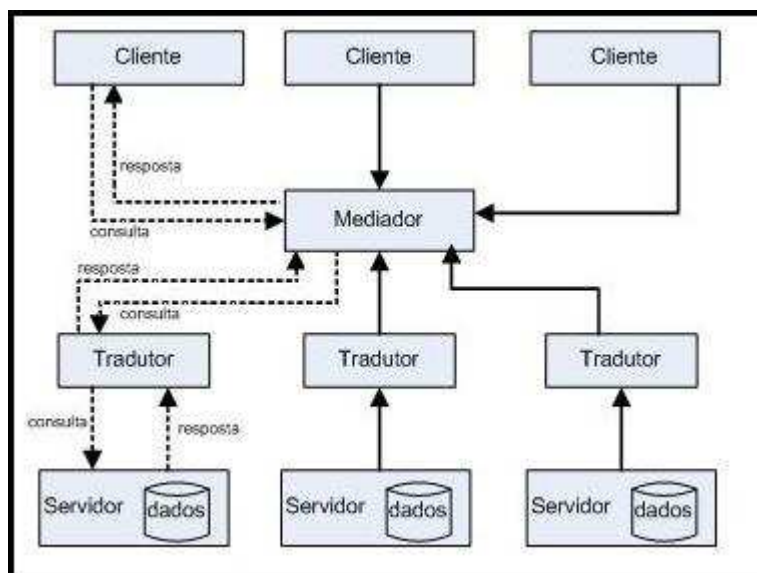 Cliente
Cliente
Cliente
resposta
Mediador
consulta
resposta
consulta
Tradutor
Tradutor
Tradutor
consulta
resposta
Servidor
dados
Servidor
dados
Servidor
dados